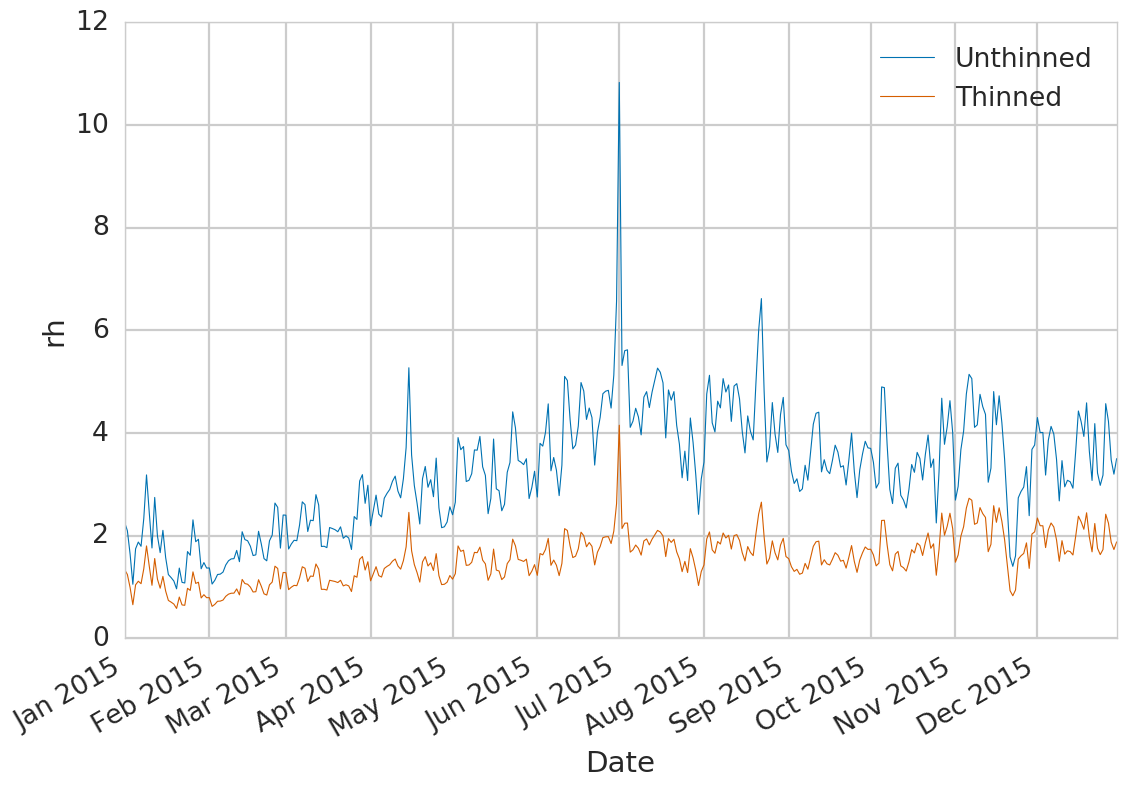 12
10
8
6
4
2
0
rh
Unthinned
Thinned
Jan 2015
Feb 2015
Mar 2015
Apr 2015
May 2015
Jun 2015
Jul 2015
Aug 2015
Sep 2015
Oct 2015
Nov 2015
Dec 2015
Date